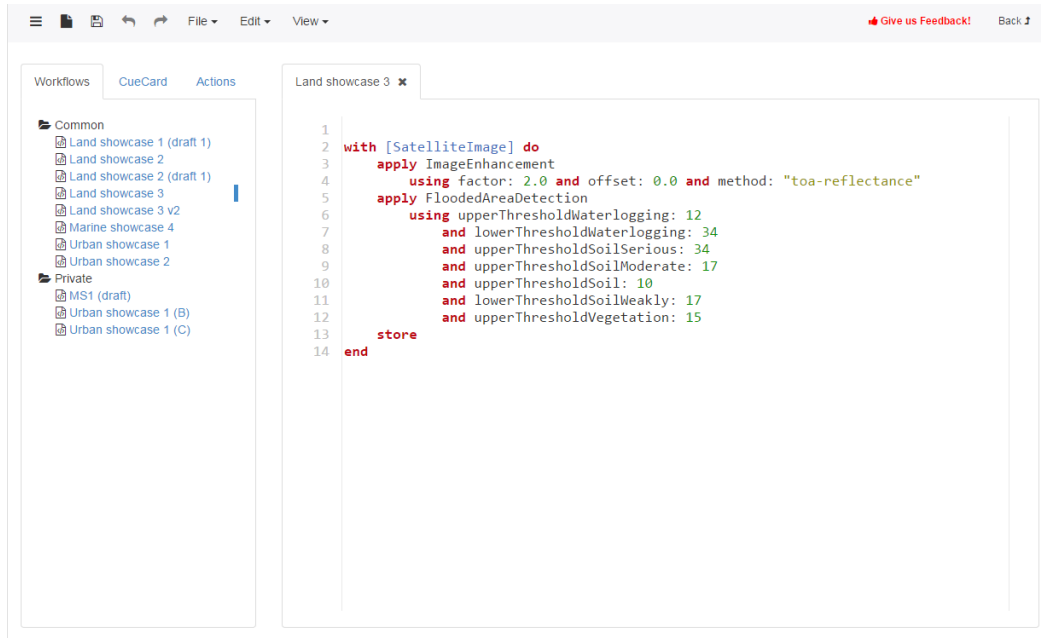 File Edit View Give us Feedback! Back
Workflows CueCard Actions
Common
Land showcase 1 (draft 1)
Land showcase 2
Land showcase 2 (draft 1)
Land showcase 3
Land showcase 3 v2
Marine showcase 4
Urban showcase 1
Urban showcase 2
Private
MS1 (draft)
Urban showcase 1 (B)
Urban showcase 1 (C)
Land showcase 3 ✖
1
2 with [SatelliteImage] do
3 apply ImageEnhancement
4 using factor: 2.0 and offset: 0.0 and method: "toa-reflectance"
5 apply FloodedAreaDetection
6 using upperThresholdWaterlogging: 12
7 and lowerThresholdWaterlogging: 34
8 and upperThresholdSoilSerious: 34
9 and upperThresholdSoilModerate: 17
10 and upperThresholdSoil: 10
11 and lowerThresholdSoilWeakly: 17
12 and upperThresholdVegetation: 15
13 store
14 end